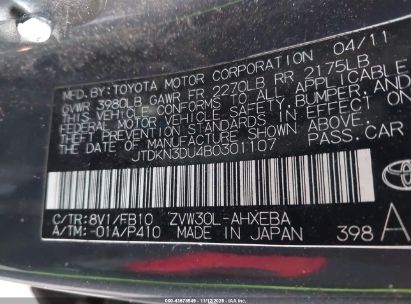 MFD. BY: TOYOTA MOTOR CORPORATION 04/11
GVWR 3980LB GAWR FR 2270LB RR 2175LB
THIS VEHICLE CONFORMS TO ALL APPLICABLE
FEDERAL MOTOR VEHICLE SAFETY, BUMPER, AND
THEFT PREVENTION STANDARDS IN EFFECT ON
THE DATE OF MANUFACTURE SHOWN ABOVE.
JTDKN3DU4B0301107 PASS. CAR
C/TR: 8V1/FB10 ZVW30L-AHXEBA
A/TM: -01A/P410 MADE IN JAPAN 398 A